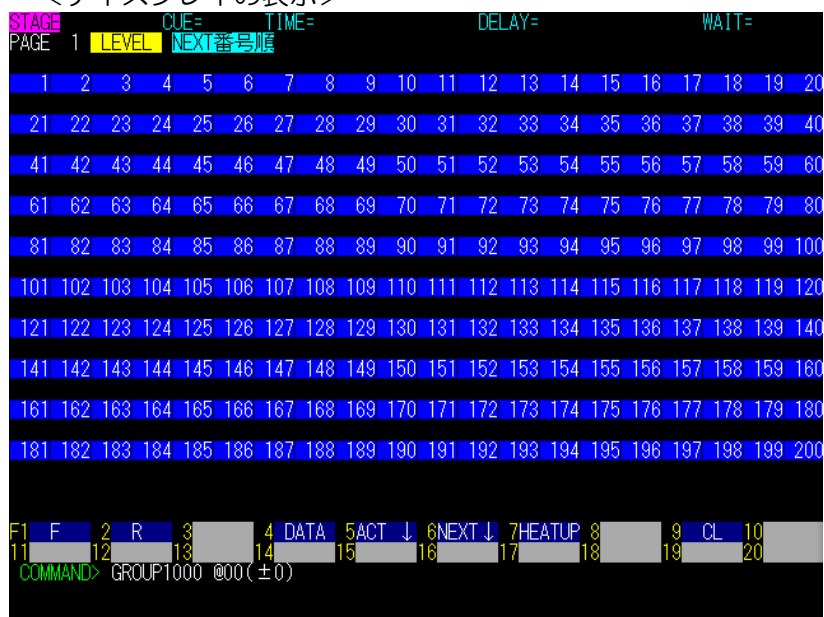 <ディスプレイの表示>
STAGE CUE= TIME= DELAY= WAIT=
PAGE 1 LEVEL NEXT番号順
1 2 3 4 5 6 7 8 9 10 11 12 13 14 15 16 17 18 19 20
21 22 23 24 25 26 27 28 29 30 31 32 33 34 35 36 37 38 39 40
41 42 43 44 45 46 47 48 49 50 51 52 53 54 55 56 57 58 59 60
61 62 63 64 65 66 67 68 69 70 71 72 73 74 75 76 77 78 79 80
81 82 83 84 85 86 87 88 89 90 91 92 93 94 95 96 97 98 99 100
101 102 103 104 105 106 107 108 109 110 111 112 113 114 115 116 117 118 119 120
121 122 123 124 125 126 127 128 129 130 131 132 133 134 135 136 137 138 139 140
141 142 143 144 145 146 147 148 149 150 151 152 153 154 155 156 157 158 159 160
161 162 163 164 165 166 167 168 169 170 171 172 173 174 175 176 177 178 179 180
181 182 183 184 185 186 187 188 189 190 191 192 193 194 195 196 197 198 199 200
F1 F 2 R 3 4 DATA 5ACT ↓ 6NEXT↓ 7HEATUP 8 9 CL 10
11 12 13 14 15 16 17 18 19 20
COMMAND> GROUP1000 @00(±0)